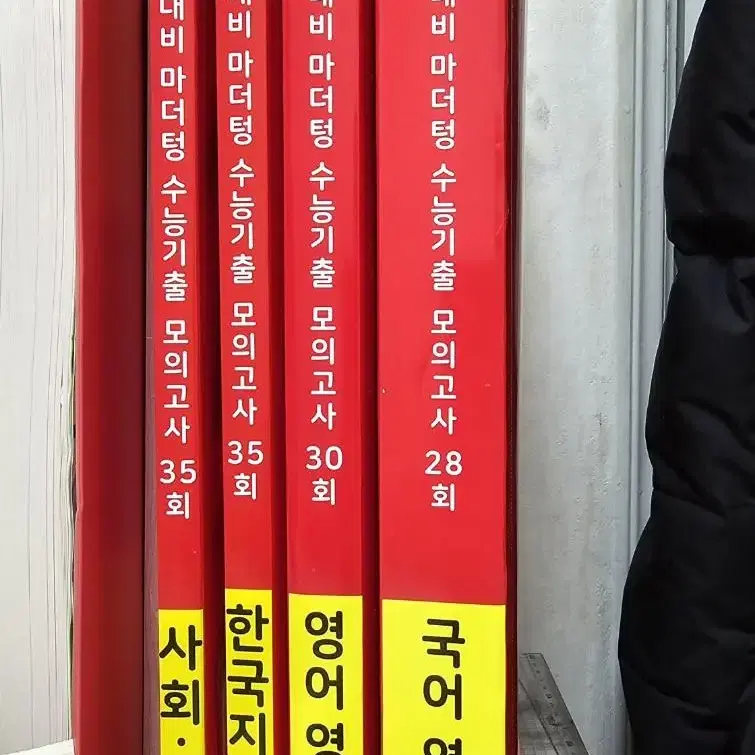 대비 마더텅 수능기출 모의고사 35회 사회·
대비 마더텅 수능기출 모의고사 35회 한국지
대비 마더텅 수능기출 모의고사 30회 영어 영
대비 마더텅 수능기출 모의고사 28회 국어 영